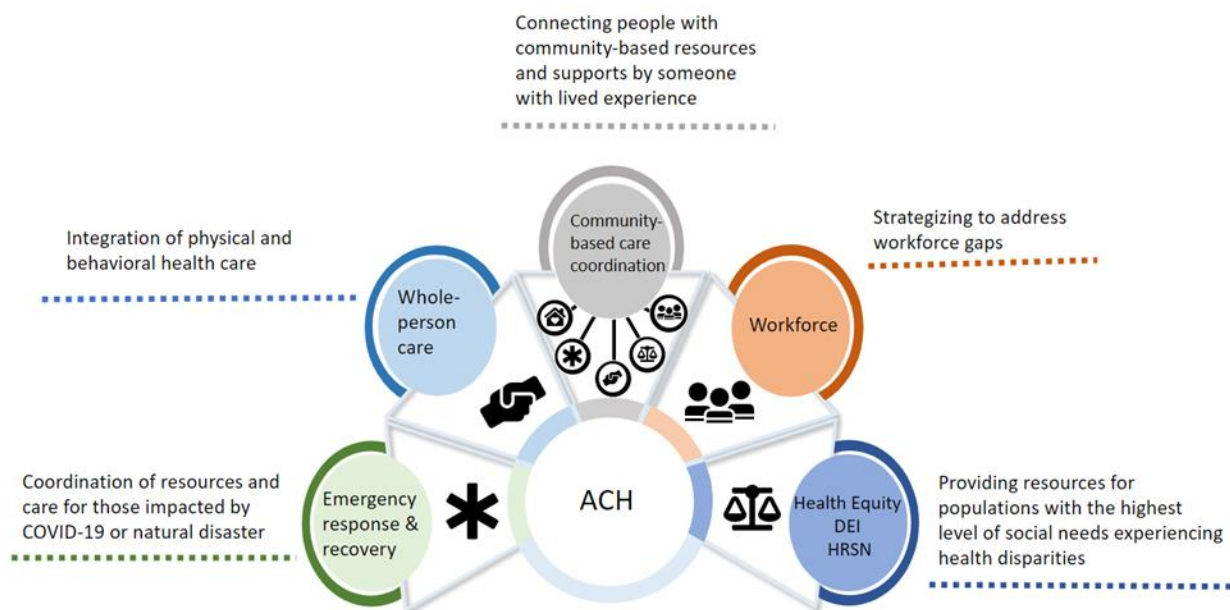 Connecting people with
community-based resources
and supports by someone
with lived experience
Community-
based care
coordination
Integration of physical and
behavioral health care
Whole-
person
care
Strategizing to address
workforce gaps
Workforce
Coordination of resources and
care for those impacted by
COVID-19 or natural disaster
Emergency
response &
recovery
ACH
Health Equity
DEI
HRSN
Providing resources for
populations with the highest
level of social needs experiencing
health disparities